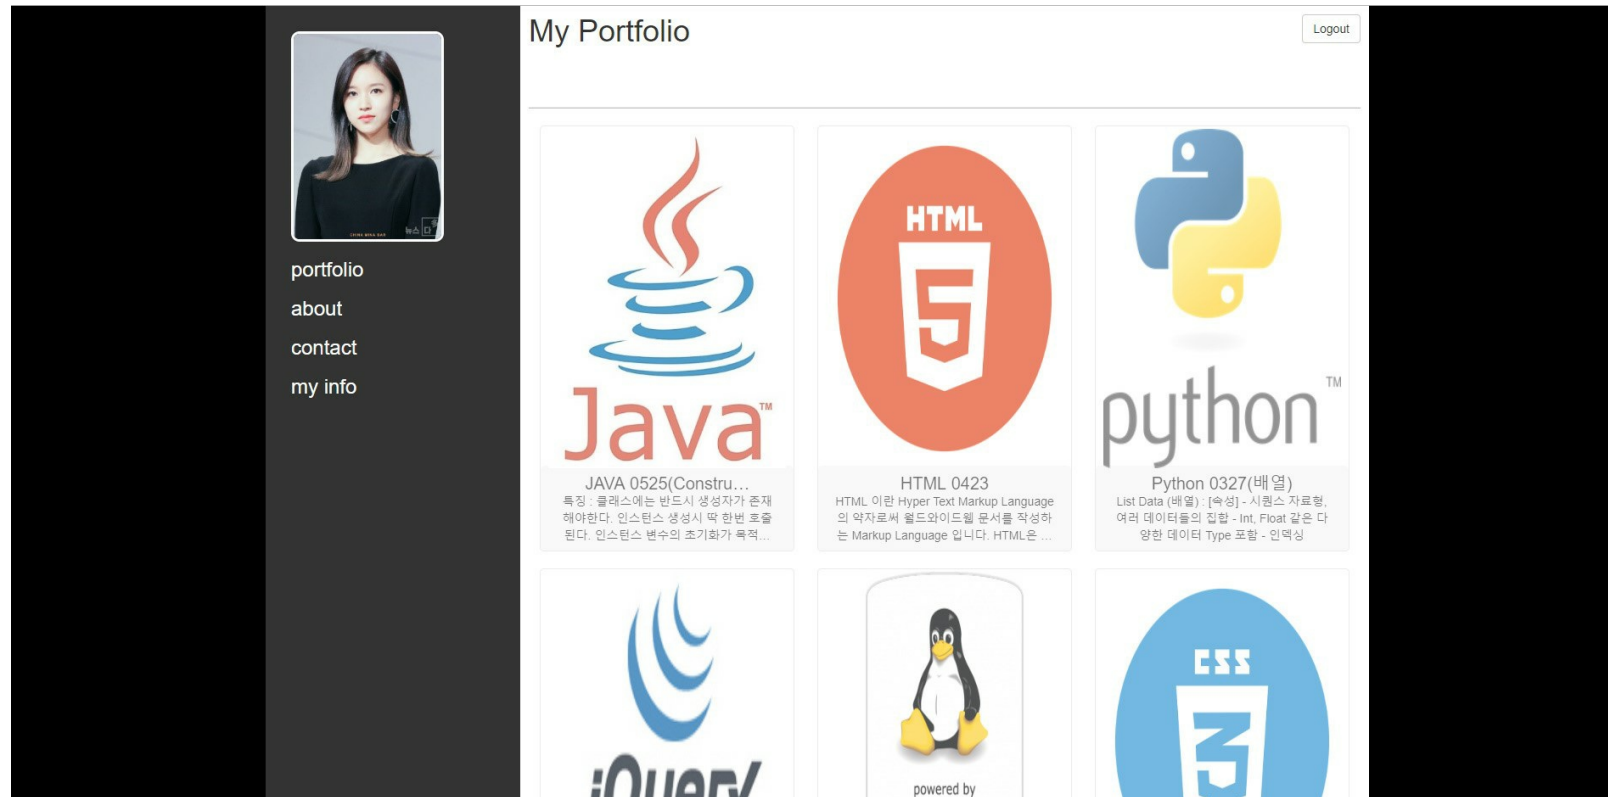 My Portfolio
Logout
뉴스
portfolio
about
contact
my info
Java™
HTML
5
python™
JAVA 0525(Constru...
특징 : 클래스에는 반드시 생성자가 존재
해야한다. 인스턴스 생성시 딱 한번 호출
된다. 인스턴스 변수의 초기화가 목적...
HTML 0423
HTML 이란 Hyper Text Markup Language
의 약자로써 월드와이드웹 문서를 작성하
는 Markup Language 입니다. HTML은 ...
Python 0327(배열)
List Data (배열) : [속성] - 시퀀스 자료형,
여러 데이터들의 집합 - Int, Float 같은 다
양한 데이터 Type 포함 - 인덱싱
jQuery
powered by
CSS
3